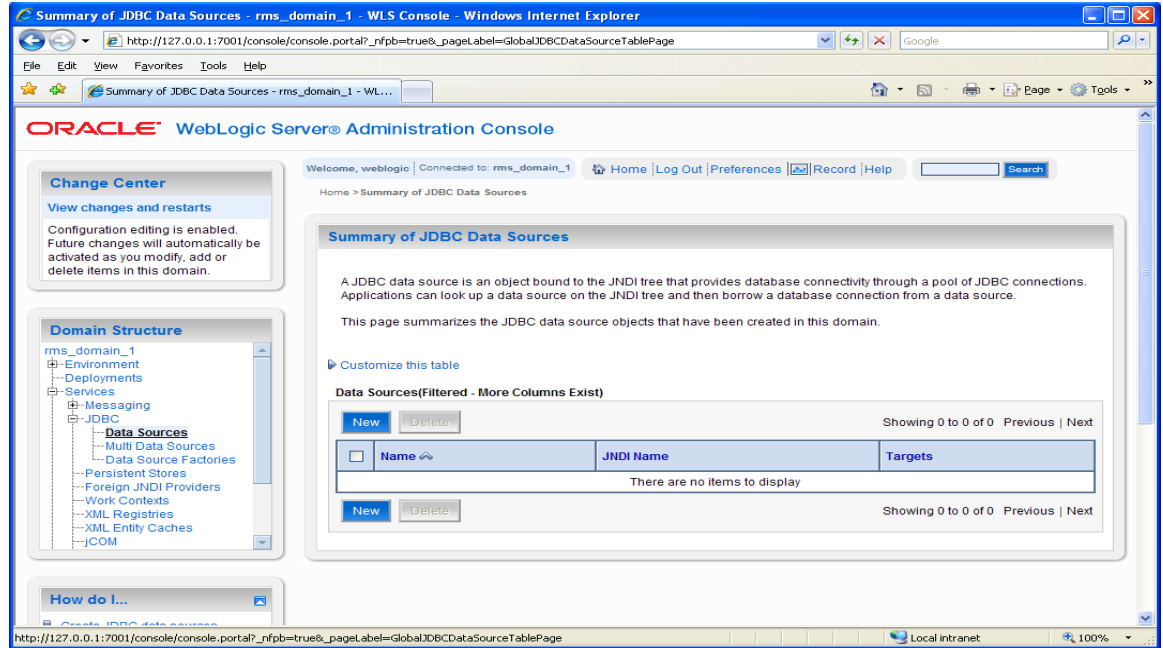 Summary of JDBC Data Sources - rms_domain_1 - WLS Console - Windows Internet Explorer
http://127.0.0.1:7001/console/console.portal?_nfpb=true&_pageLabel=GlobalJDBCDataSourceTablePage
Google
File Edit View Favorites Tools Help
Summary of JDBC Data Sources - rms_domain_1 - WL...
Page Tools
ORACLE® WebLogic Server® Administration Console
Change Center
View changes and restarts
Configuration editing is enabled.
Future changes will automatically be
activated as you modify, add or
delete items in this domain.
Domain Structure
rms_domain_1
Environment
Deployments
Services
Messaging
JDBC
Data Sources
Multi Data Sources
Data Source Factories
Persistent Stores
Foreign JNDI Providers
Work Contexts
XML Registries
XML Entity Caches
jCOM
How do I...
Create JDBC data sources
Welcome, weblogic Connected to: rms_domain_1 Home Log Out Preferences Record Help Search
Home >Summary of JDBC Data Sources
Summary of JDBC Data Sources
A JDBC data source is an object bound to the JNDI tree that provides database connectivity through a pool of JDBC connections.
Applications can look up a data source on the JNDI tree and then borrow a database connection from a data source.
This page summarizes the JDBC data source objects that have been created in this domain.
Customize this table
Data Sources(Filtered - More Columns Exist)
New Delete Showing 0 to 0 of 0 Previous | Next
Name JNDI Name Targets
There are no items to display
New Delete Showing 0 to 0 of 0 Previous | Next
http://127.0.0.1:7001/console/console.portal?_nfpb=true&_pageLabel=GlobalJDBCDataSourceTablePage Local intranet 100%